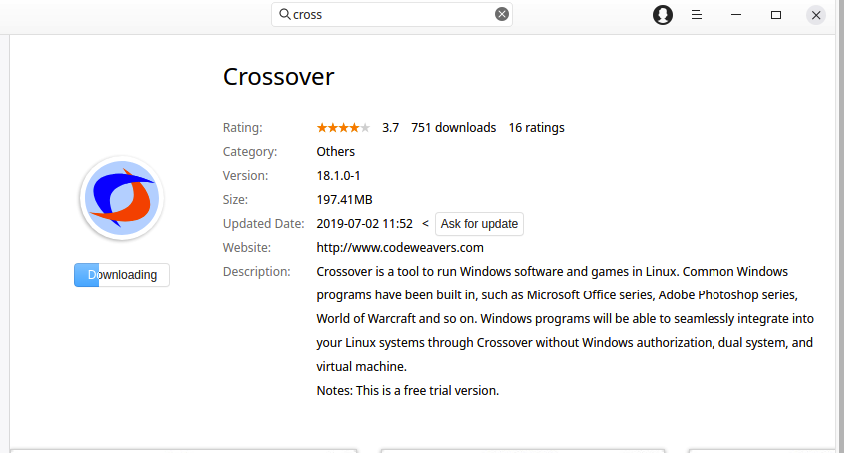 cross
Crossover
Rating: 3.7 751 downloads 16 ratings
Category: Others
Version: 18.1.0-1
Size: 197.41MB
Updated Date: 2019-07-02 11:52 < Ask for update
Website: http://www.codeweavers.com
Downloading
Description: Crossover is a tool to run Windows software and games in Linux. Common Windows
programs have been built in, such as Microsoft Office series, Adobe Photoshop series,
World of Warcraft and so on. Windows programs will be able to seamlessly integrate into
your Linux systems through Crossover without Windows authorization, dual system, and
virtual machine.
Notes: This is a free trial version.